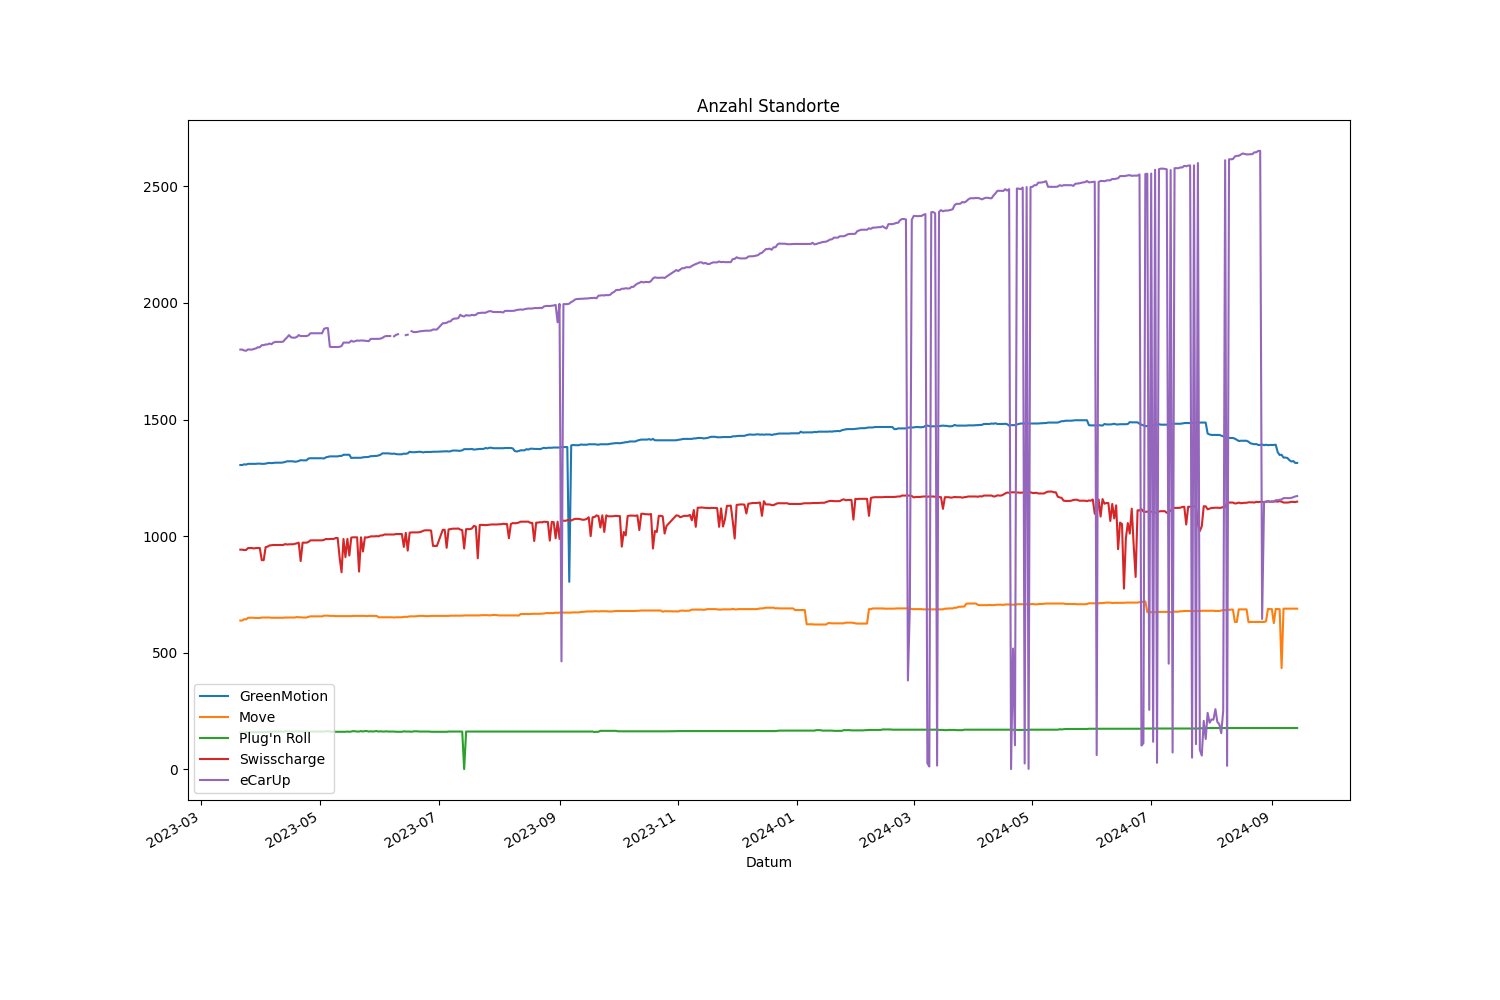 Anzahl Standorte
2500
2000
1500
1000
500
0
GreenMotion
Move
Plug'n Roll
Swisscharge
eCarUp
2023-03
2023-05
2023-07
2023-09
2023-11
2024-01
2024-03
2024-05
2024-07
2024-09
Datum